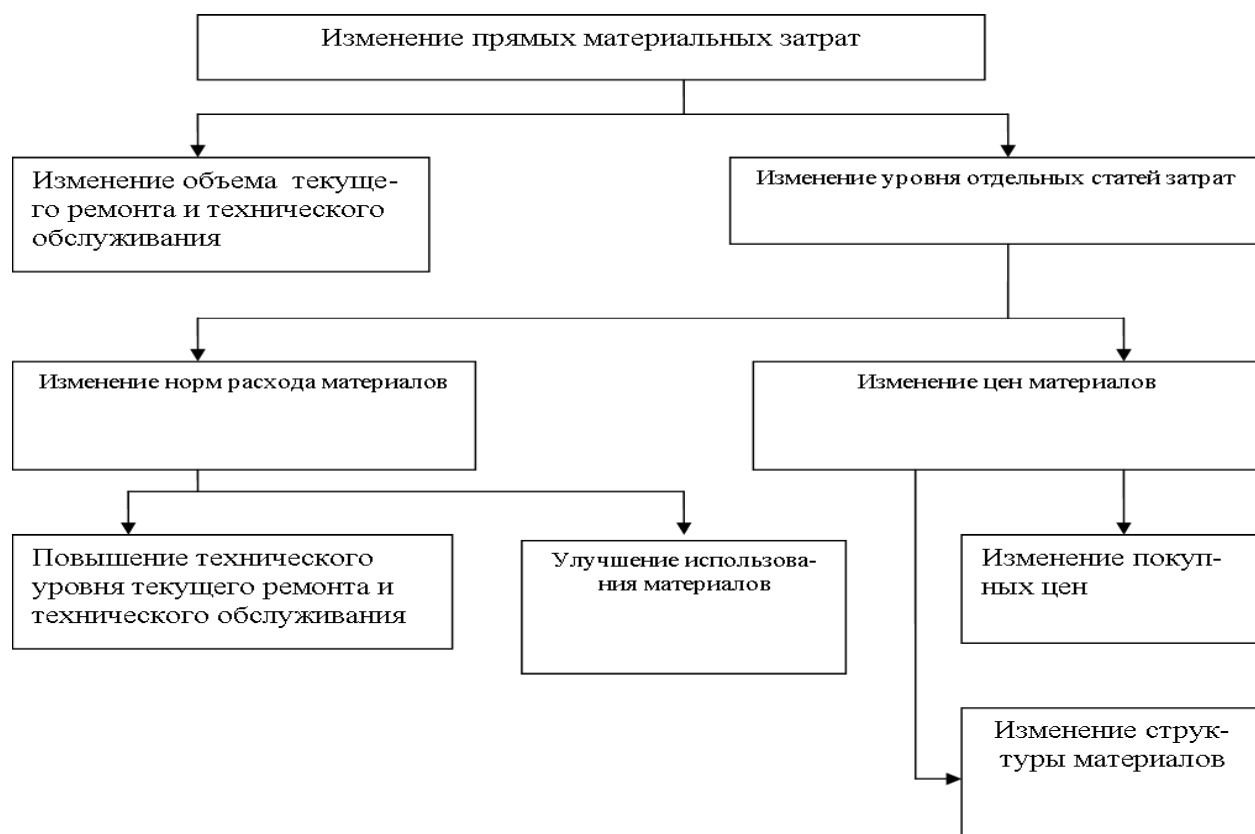 Изменение прямых материальных затрат
Изменение объема текуще-
го ремонта и технического
обслуживания
Изменение уровня отдельных статей затрат
Изменение норм расхода материалов
Изменение цен материалов
Повышение технического
уровня текущего ремонта и
технического обслуживания
Улучшение использова-
ния материалов
Изменение покуп-
ных цен
Изменение струк-
туры материалов